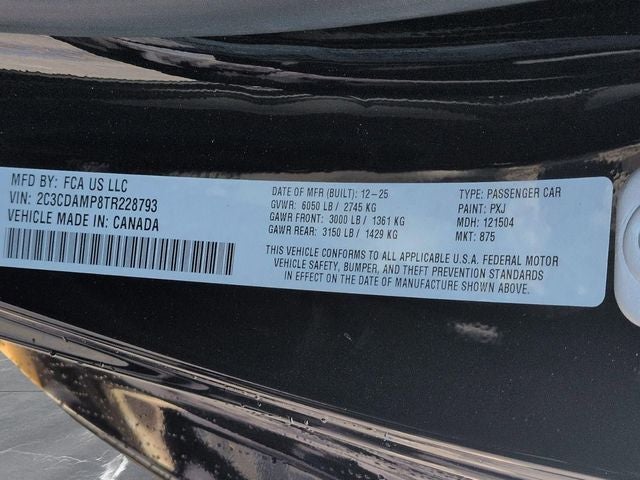 MFD BY: FCA US LLC
VIN: 2C3CDAMP8TR228793
VEHICLE MADE IN: CANADA
DATE OF MFR (BUILT): 12-25
GVWR: 6050 LB / 2745 KG
GAWR FRONT: 3000 LB / 1361 KG
GAWR REAR: 3150 LB / 1429 KG
TYPE: PASSENGER CAR
PAINT: PXJ
MDH: 121504
MKT: 875
THIS VEHICLE CONFORMS TO ALL APPLICABLE U.S.A. FEDERAL MOTOR
VEHICLE SAFETY, BUMPER, AND THEFT PREVENTION STANDARDS
IN EFFECT ON THE DATE OF MANUFACTURE SHOWN ABOVE.